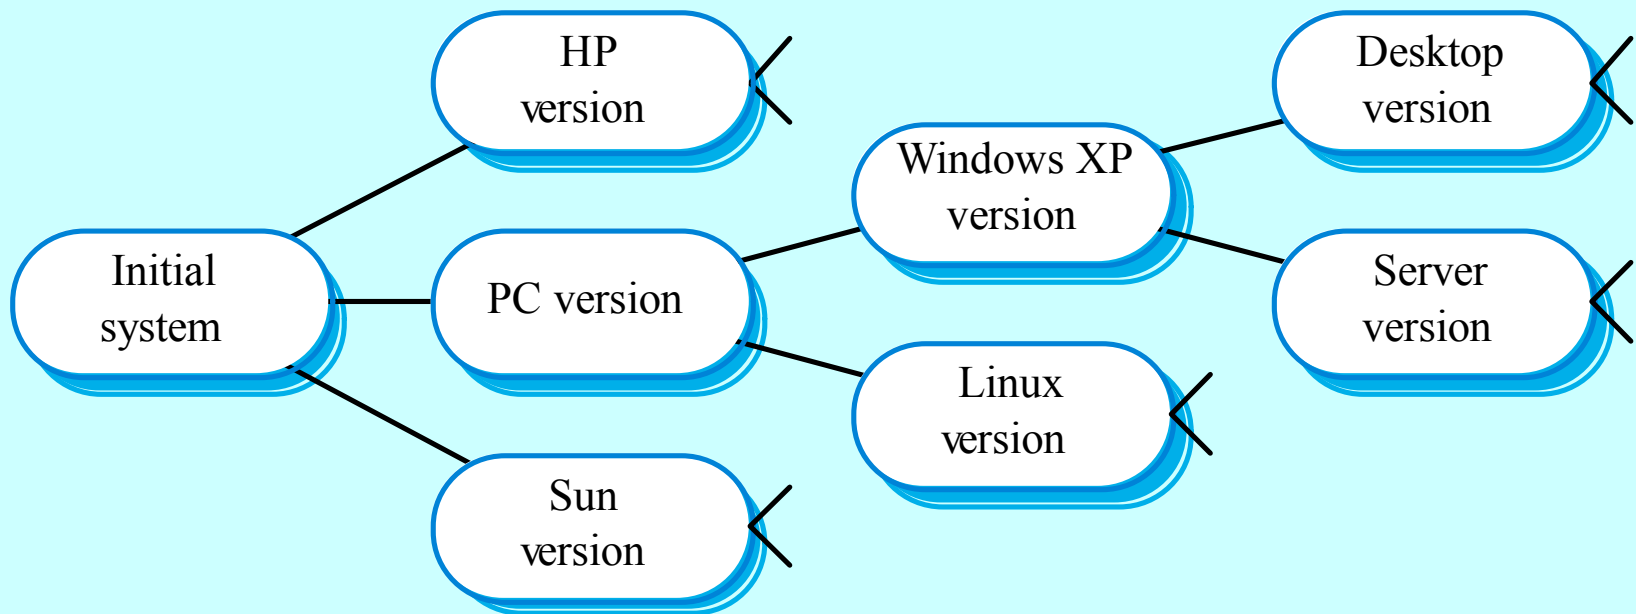 HP
version
Desktop
version
Windows XP
version
Initial
system
PC version
Server
version
Linux
version
Sun
version